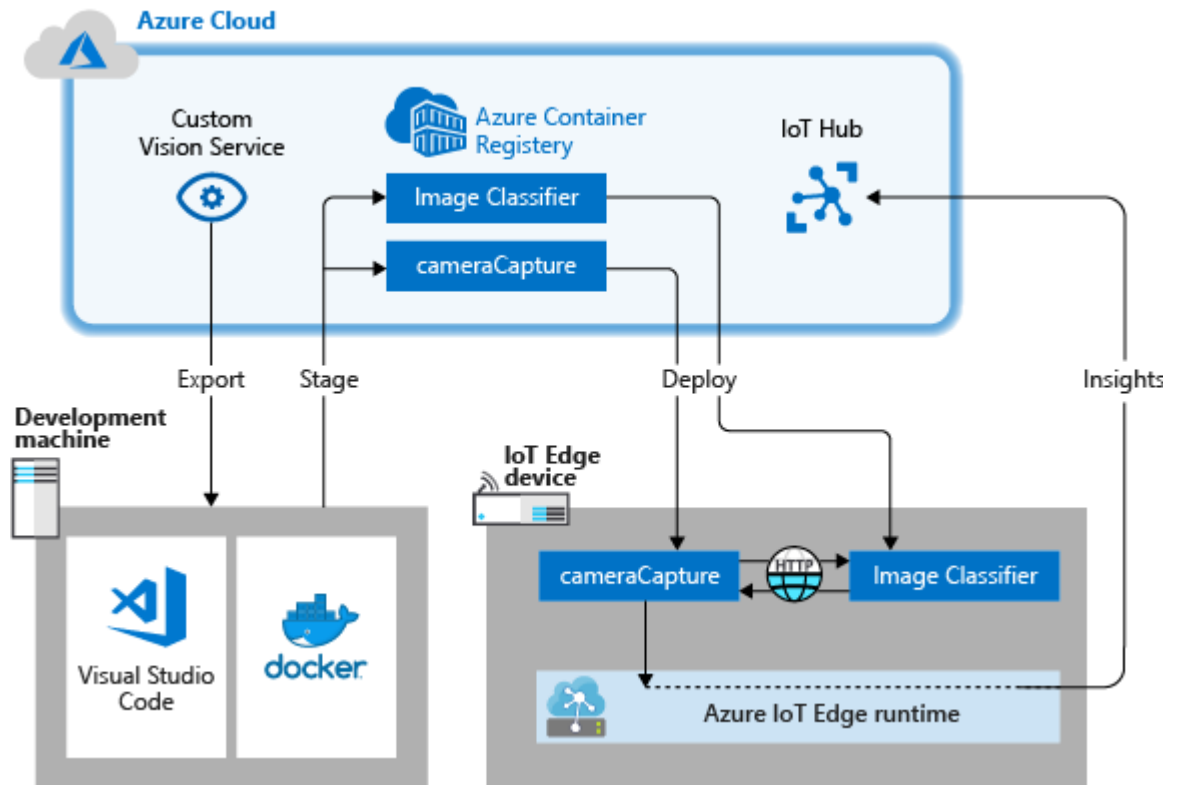 Azure Cloud
Custom
Vision Service
Azure Container
Registery
IoT Hub
Image Classifier
cameraCapture
Export
Stage
Deploy
Insights
Development
machine
IoT Edge
device
Visual Studio
Code
docker
cameraCapture
HTTP
Image Classifier
Azure IoT Edge runtime